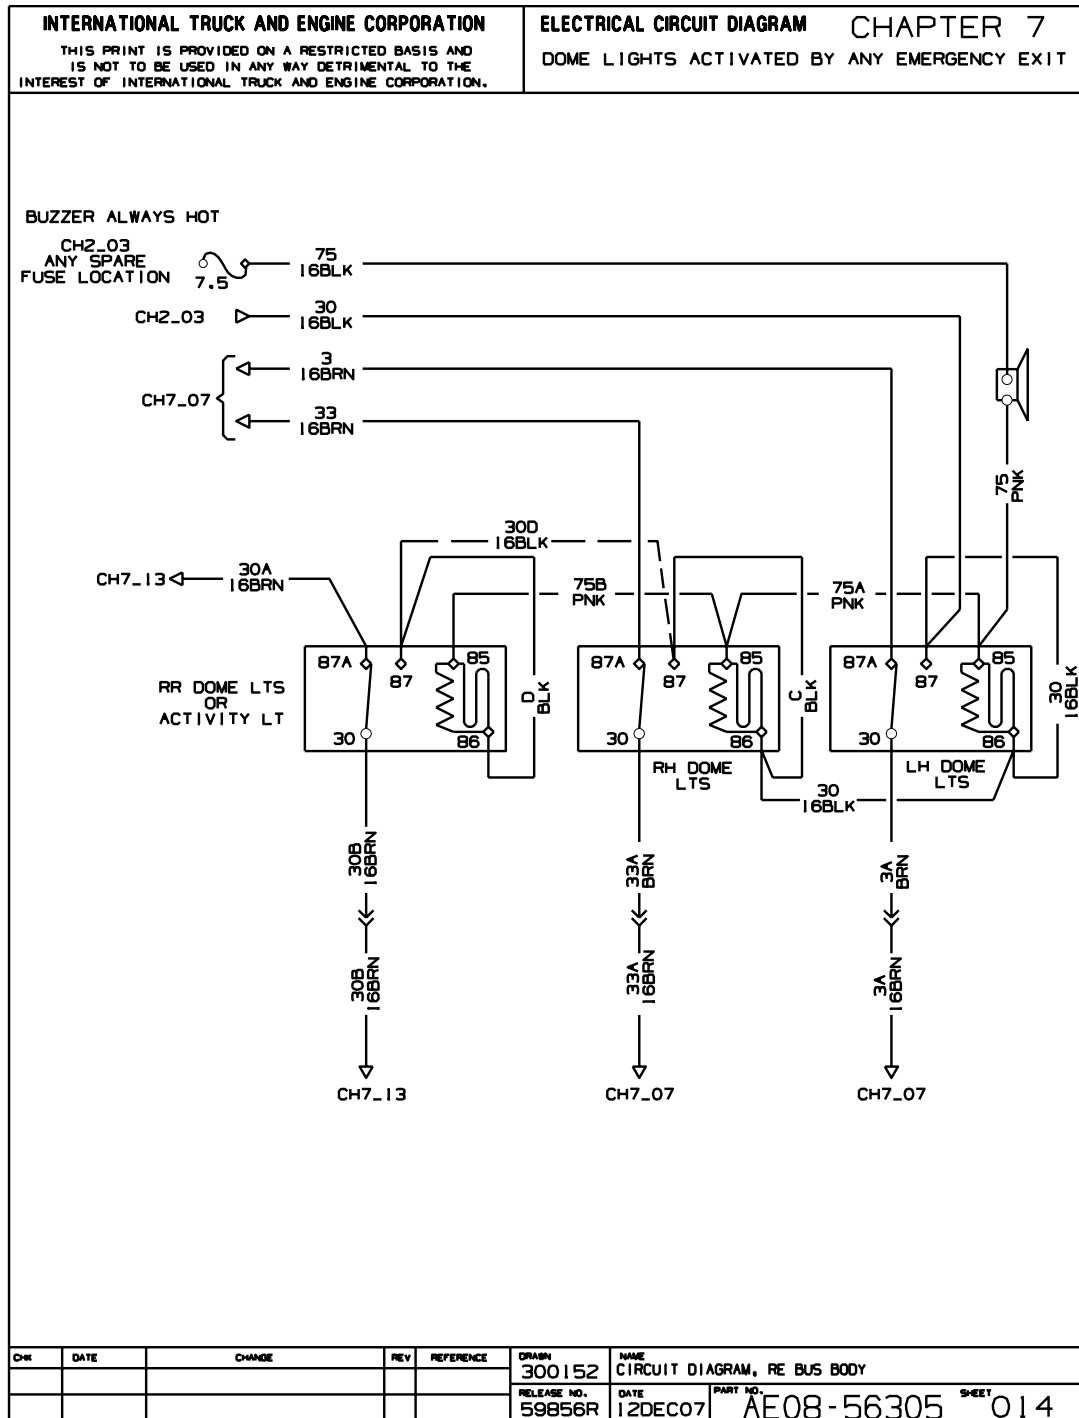 INTERNATIONAL TRUCK AND ENGINE CORPORATION
THIS PRINT IS PROVIDED ON A RESTRICTED BASIS AND
IS NOT TO BE USED IN ANY WAY DETRIMENTAL TO THE
INTEREST OF INTERNATIONAL TRUCK AND ENGINE CORPORATION.
ELECTRICAL CIRCUIT DIAGRAM CHAPTER 7
DOME LIGHTS ACTIVATED BY ANY EMERGENCY EXIT
BUZZER ALWAYS HOT
CH2_03
ANY SPARE
FUSE LOCATION
7.5
75
16BLK
CH2_03
30
16BLK
CH7_07
3
16BRN
33
16BRN
75
PNK
30D
16BLK
CH7_13
30A
16BRN
75B
PNK
75A
PNK
RR DOME LTS
OR
ACTIVITY LT
87A
87
85
30
86
D
BLK
87A
87
85
30
86
RH DOME
LTS
C
BLK
87A
87
85
30
86
LH DOME
LTS
30
16BLK
30
16BLK
30B
16BRN
33A
BRN
3A
BRN
30B
16BRN
33A
16BRN
3A
16BRN
CH7_13
CH7_07
CH7_07
CHK DATE CHANGE REV REFERENCE
DRAWN
300152
NAME
CIRCUIT DIAGRAM, RE BUS BODY
RELEASE NO.
59856R
DATE
12DEC07
PART NO.
AE08-56305
SHEET
014